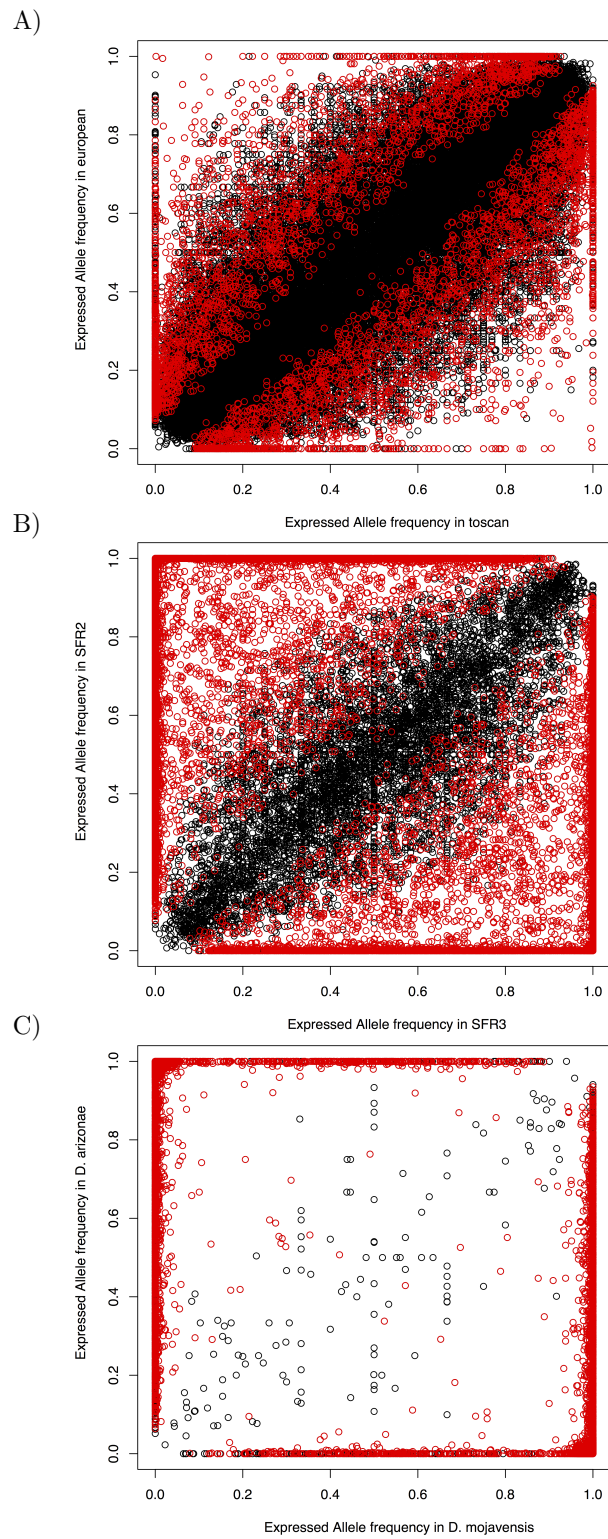 A)
1.0
0.8
0.6
0.4
0.2
0.0
Expressed Allele frequency in european
0.0 0.2 0.4 0.6 0.8 1.0
Expressed Allele frequency in toscan
B)
1.0
0.8
0.6
0.4
0.2
0.0
Expressed Allele frequency in SFR2
0.0 0.2 0.4 0.6 0.8 1.0
Expressed Allele frequency in SFR3
C)
1.0
0.8
0.6
0.4
0.2
0.0
Expressed Allele frequency in D. arizonae
0.0 0.2 0.4 0.6 0.8 1.0
Expressed Allele frequency in D. mojavensis